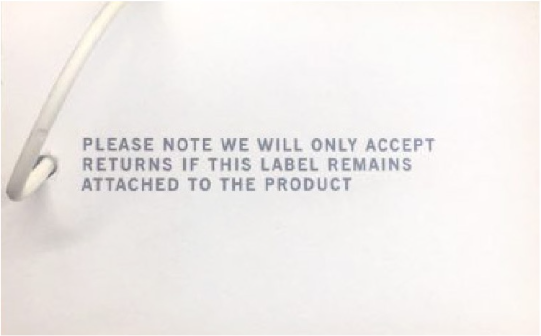 PLEASE NOTE WE WILL ONLY ACCEPT
RETURNS IF THIS LABEL REMAINS
ATTACHED TO THE PRODUCT